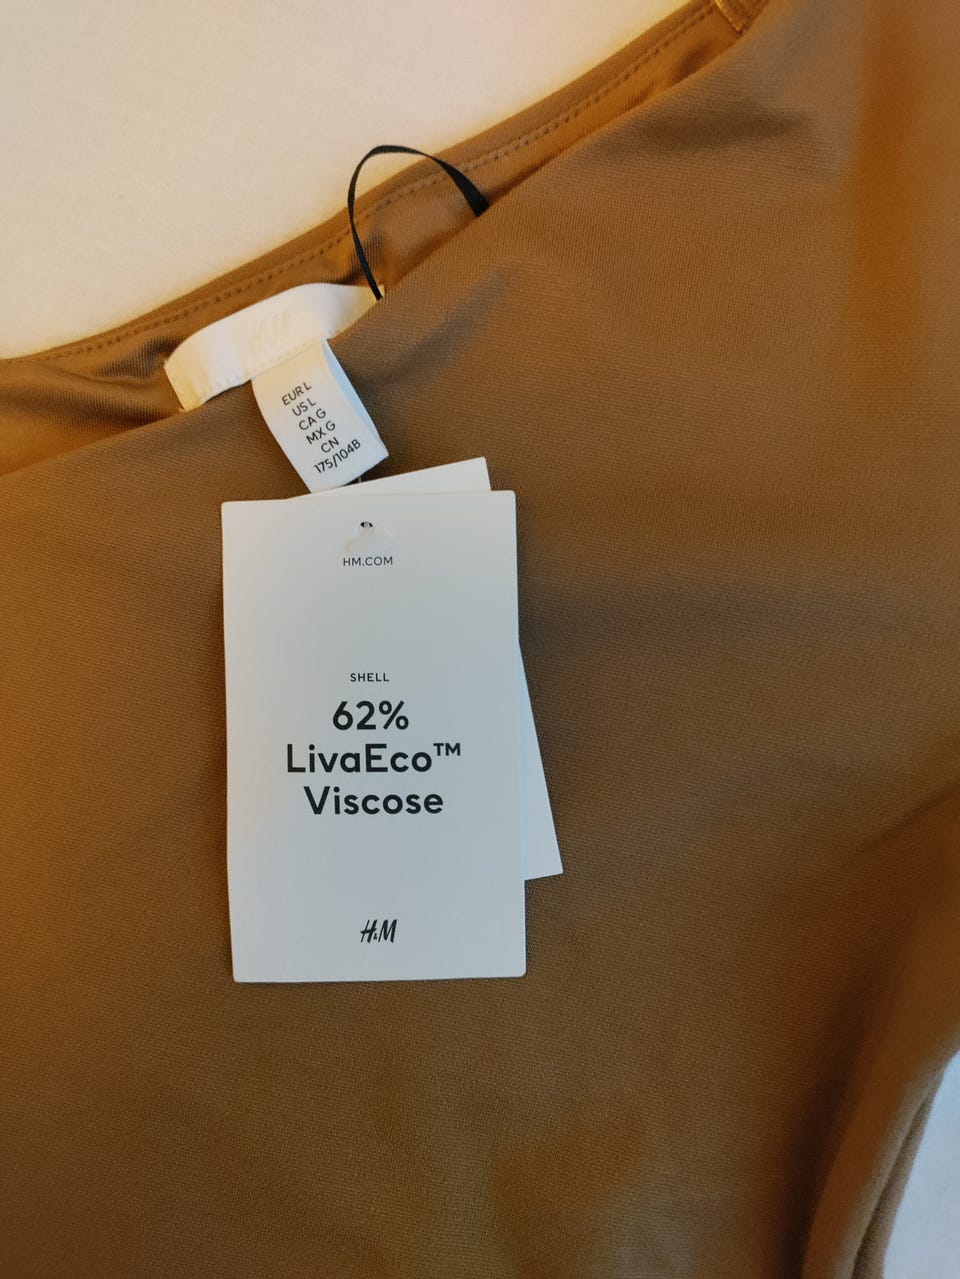 H&M
EUR L
US L
CA G
MX G
CN
175/104B
HM.COM
SHELL
62%
LivaEco™
Viscose
H&M